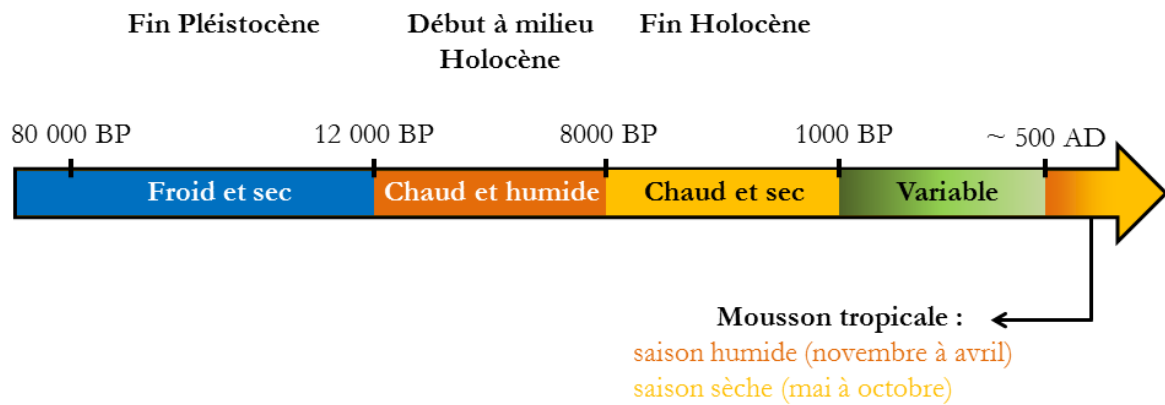 Fin Pléistocène
Début à milieu
Holocène
Fin Holocène
80 000 BP
12 000 BP
8000 BP
1000 BP
~ 500 AD
Froid et sec
Chaud et humide
Chaud et sec
Variable
Mousson tropicale :
saison humide (novembre à avril)
saison sèche (mai à octobre)